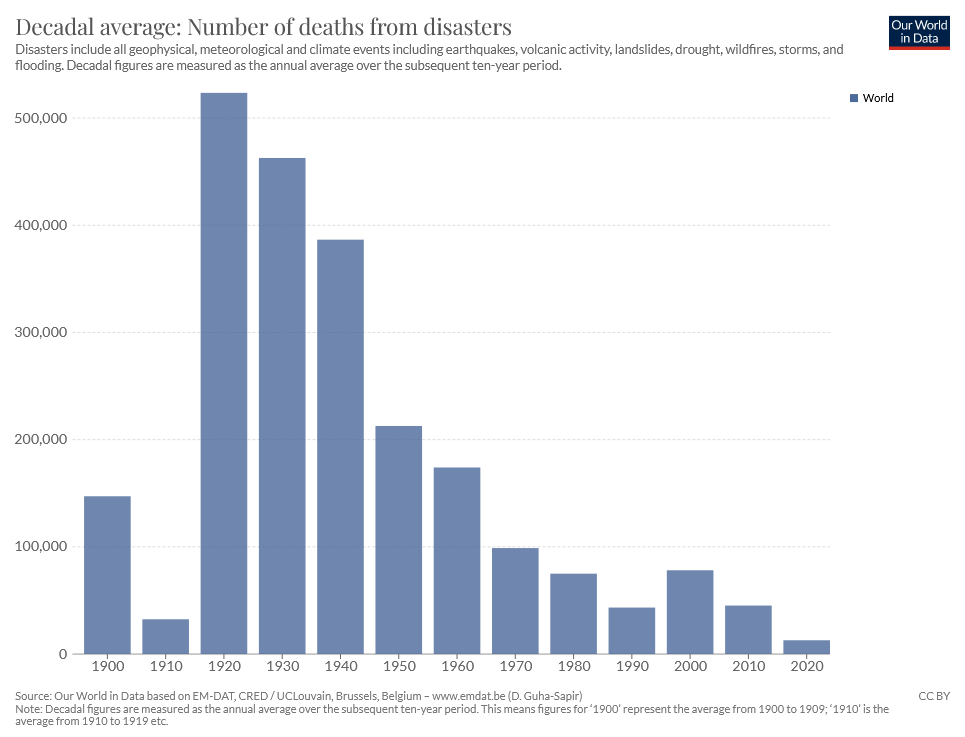 Decadal average: Number of deaths from disasters
Our World
in Data
Disasters include all geophysical, meteorological and climate events including earthquakes, volcanic activity, landslides, drought, wildfires, storms, and
flooding. Decadal figures are measured as the annual average over the subsequent ten-year period.
World
500,000
400,000
300,000
200,000
100,000
0
1900 1910 1920 1930 1940 1950 1960 1970 1980 1990 2000 2010 2020
Source: Our World in Data based on EM-DAT, CRED / UCLouvain, Brussels, Belgium – www.emdat.be (D. Guha-Sapir)
CC BY
Note: Decadal figures are measured as the annual average over the subsequent ten-year period. This means figures for ‘1900’ represent the average from 1900 to 1909; ‘1910’ is the
average from 1910 to 1919 etc.